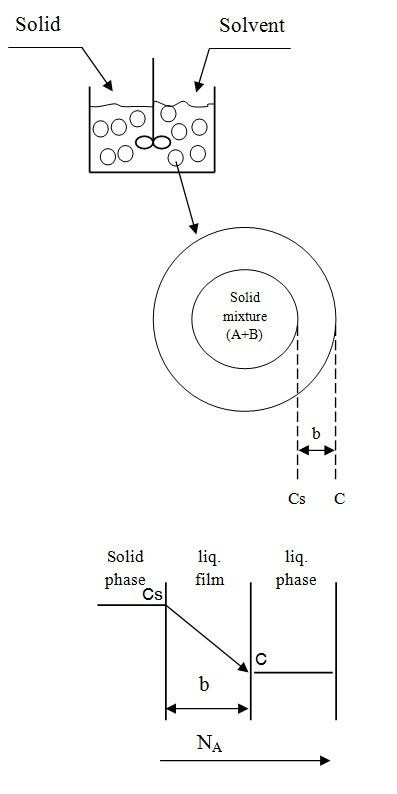 Solid
Solvent
Solid
mixture
(A+B)
b
Cs
C
Solid
phase
liq.
film
liq.
phase
Cs
C
b
NA